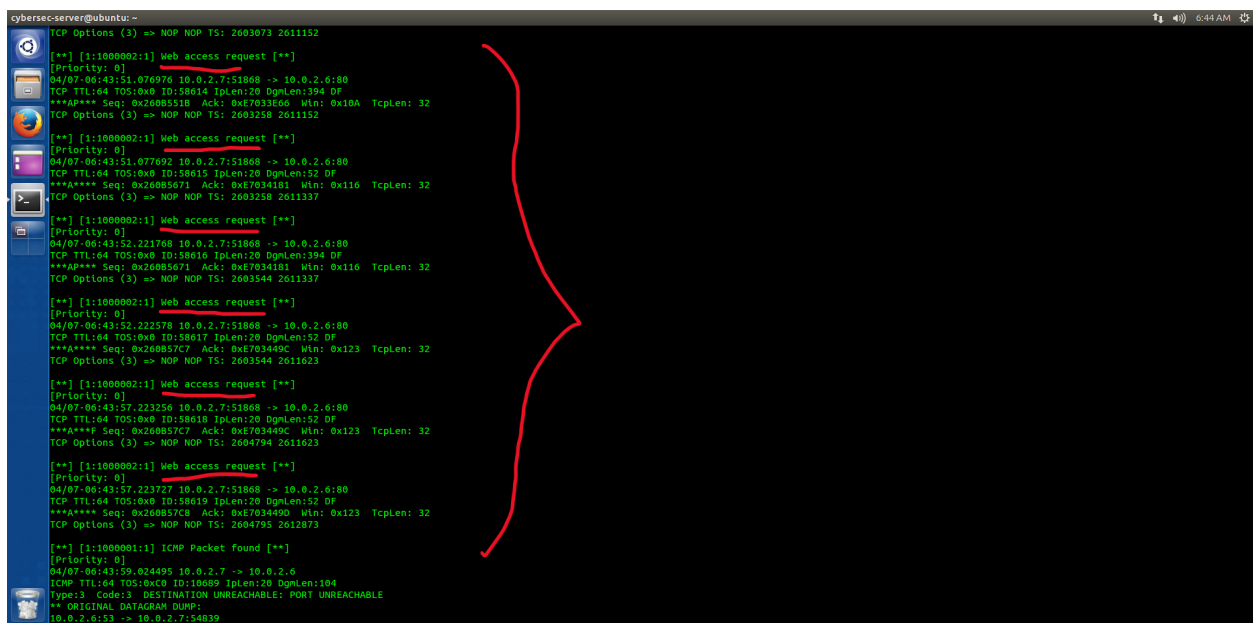 cybersec-server@ubuntu: ~
6:44 AM
TCP Options (3) => NOP NOP TS: 2603073 2611152
[**] [1:1000002:1] Web access request [**]
[Priority: 0]
04/07-06:43:51.076976 10.0.2.7:51868 -> 10.0.2.6:80
TCP TTL:64 TOS:0x0 ID:58614 IpLen:20 DgmLen:394 DF
***AP*** Seq: 0x260B551B Ack: 0xE7033E66 Win: 0x10A TcpLen: 32
TCP Options (3) => NOP NOP TS: 2603258 2611152
[**] [1:1000002:1] Web access request [**]
[Priority: 0]
04/07-06:43:51.077692 10.0.2.7:51868 -> 10.0.2.6:80
TCP TTL:64 TOS:0x0 ID:58615 IpLen:20 DgmLen:52 DF
***A**** Seq: 0x260B5671 Ack: 0xE7034181 Win: 0x116 TcpLen: 32
TCP Options (3) => NOP NOP TS: 2603258 2611337
[**] [1:1000002:1] Web access request [**]
[Priority: 0]
04/07-06:43:52.221768 10.0.2.7:51868 -> 10.0.2.6:80
TCP TTL:64 TOS:0x0 ID:58616 IpLen:20 DgmLen:394 DF
***AP*** Seq: 0x260B5671 Ack: 0xE7034181 Win: 0x116 TcpLen: 32
TCP Options (3) => NOP NOP TS: 2603544 2611337
[**] [1:1000002:1] Web access request [**]
[Priority: 0]
04/07-06:43:52.222578 10.0.2.7:51868 -> 10.0.2.6:80
TCP TTL:64 TOS:0x0 ID:58617 IpLen:20 DgmLen:52 DF
***A**** Seq: 0x260B57C7 Ack: 0xE703449C Win: 0x123 TcpLen: 32
TCP Options (3) => NOP NOP TS: 2603544 2611623
[**] [1:1000002:1] Web access request [**]
[Priority: 0]
04/07-06:43:57.223256 10.0.2.7:51868 -> 10.0.2.6:80
TCP TTL:64 TOS:0x0 ID:58618 IpLen:20 DgmLen:52 DF
***A***F Seq: 0x260B57C7 Ack: 0xE703449C Win: 0x123 TcpLen: 32
TCP Options (3) => NOP NOP TS: 2604794 2611623
[**] [1:1000002:1] Web access request [**]
[Priority: 0]
04/07-06:43:57.223727 10.0.2.7:51868 -> 10.0.2.6:80
TCP TTL:64 TOS:0x0 ID:58619 IpLen:20 DgmLen:52 DF
***A**** Seq: 0x260B57C8 Ack: 0xE703449D Win: 0x123 TcpLen: 32
TCP Options (3) => NOP NOP TS: 2604795 2612873
[**] [1:1000001:1] ICMP Packet found [**]
[Priority: 0]
04/07-06:43:59.024495 10.0.2.7 -> 10.0.2.6
ICMP TTL:64 TOS:0xC0 ID:10689 IpLen:20 DgmLen:104
Type:3 Code:3 DESTINATION UNREACHABLE: PORT UNREACHABLE
** ORIGINAL DATAGRAM DUMP:
10.0.2.6:53 -> 10.0.2.7:54839